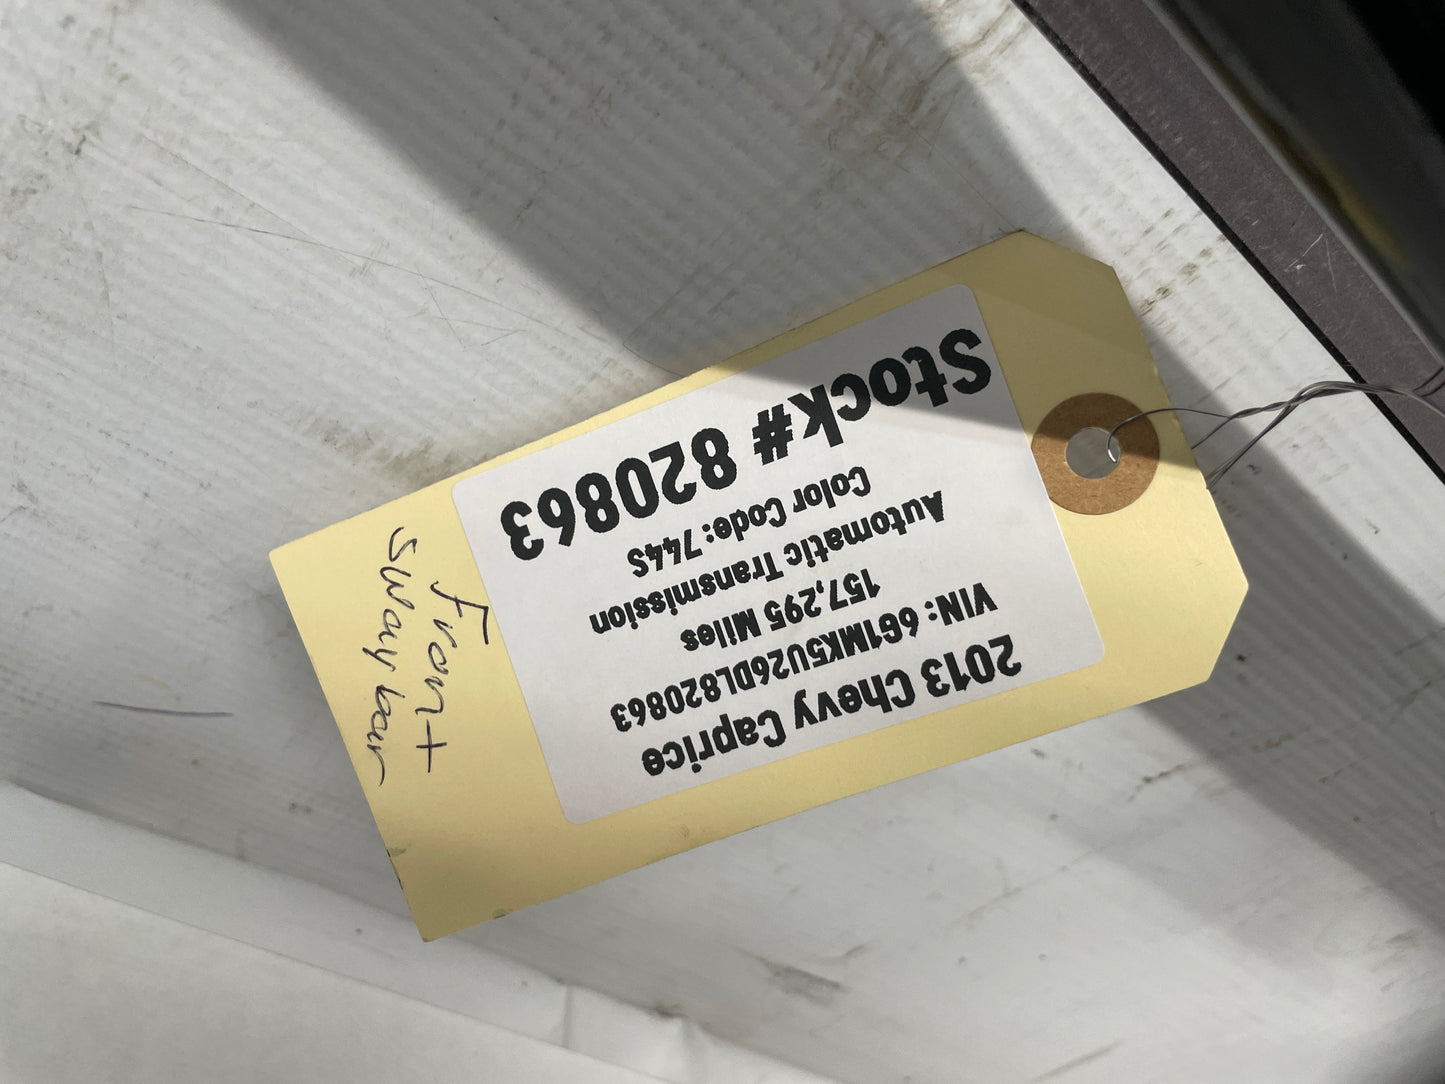 2013 Chevy Caprice
VIN: 6G1MK5U26DL820863
157,295 Miles
Automatic Transmission
Color Code:744S
Stock# 820863
Front
sway bar